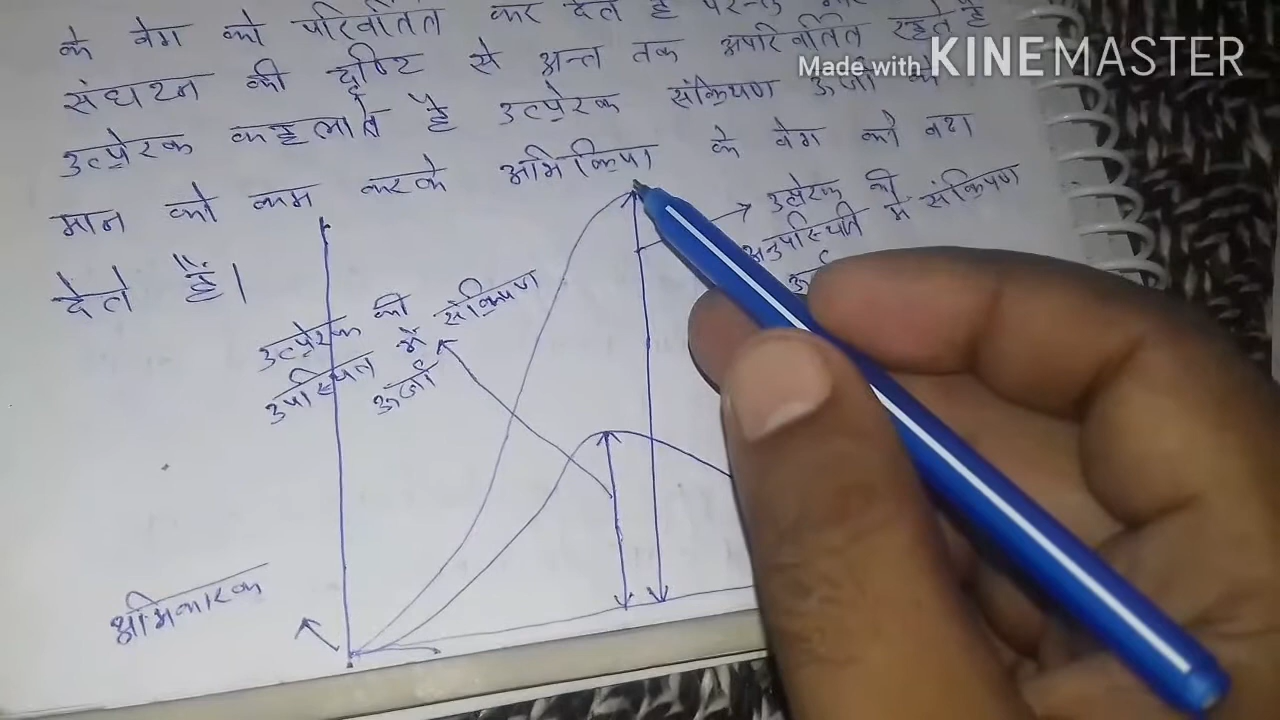 के वेग को परिवर्तित कर देते है परन्तु
संघटन की दृष्टि से अन्त तक अपरिवर्तित रहते है
उत्प्रेरक कहलाते है उत्प्रेरक संक्रियण ऊर्जा के
मान को कम करके अभिक्रिया के वेग को बढा
देते हैं।
उत्प्रेरक की
अनुपस्थिती में संक्रियण
उत्प्रेरक की
उपस्थित में संक्रियण
ऊर्जा
अभिकारक
Made with KINEMASTER